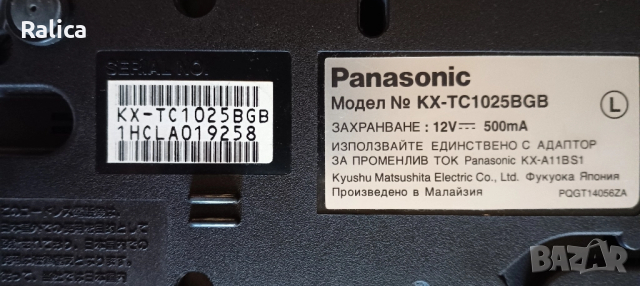 Ralica
SERIAL NO.
KX-TC1025BGB
1HCLA019258
Panasonic
Модел № KX-TC1025BGB
L
ЗАХРАНВАНЕ : 12V 500mA
ИЗПОЛЗВАЙТЕ ЕДИНСТВЕНО С АДАПТОР
ЗА ПРОМЕНЛИВ ТОК Panasonic KX-A11BS1
Kyushu Matsushita Electric Co., Ltd. Фукуока Япония
Произведено в Малайзия PQGT14056ZA
BAZAR